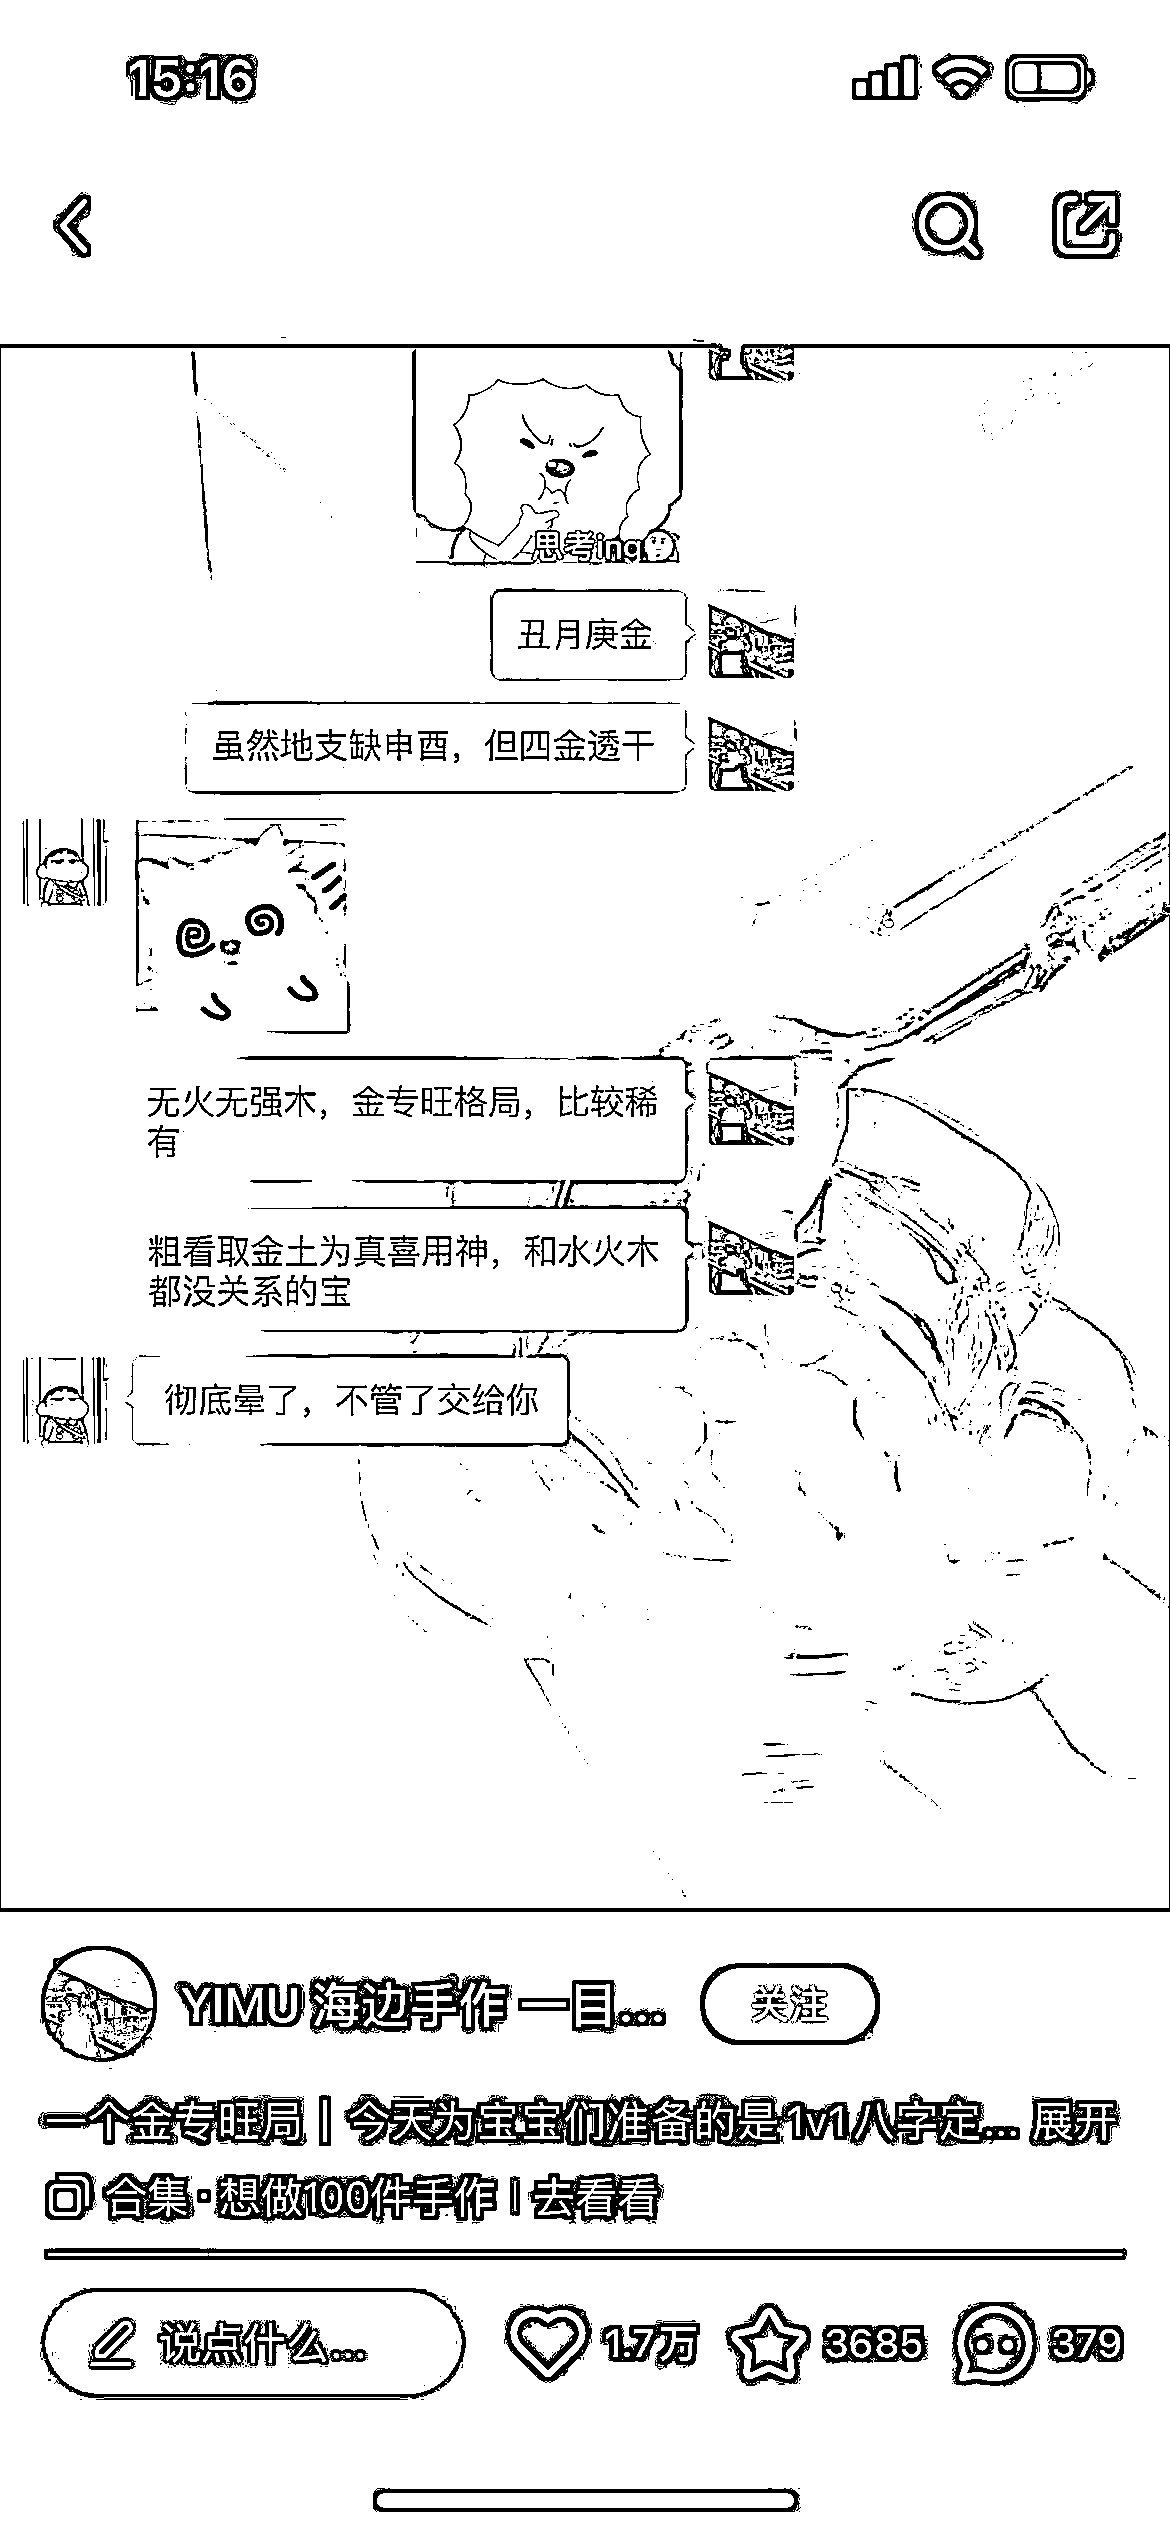 15:16
思考ing
丑月庚金
虽然地支缺申酉，但四金透干
无火无强木，金专旺格局，比较稀
有
粗看取金土为真喜用神，和水火木
都没关系的宝
彻底晕了，不管了交给你
YIMU 海边手作 一目...
关注
一个金专旺局｜今天为宝宝们准备的是1v1八字定... 展开
合集·想做100件手作｜去看看
说点什么...
1.7万
3685
379